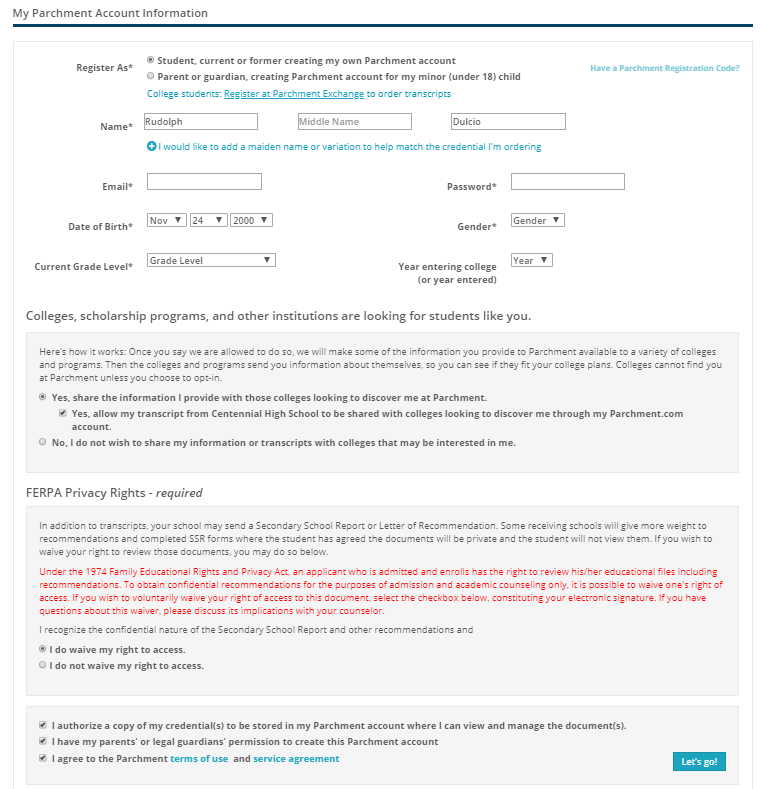 My Parchment Account Information
Register As*
Student, current or former creating my own Parchment account
Parent or guardian, creating Parchment account for my minor (under 18) child
Have a Parchment Registration Code?
College students: Register at Parchment Exchange to order transcripts
Name*
Rudolph
Middle Name
Dulcio
I would like to add a maiden name or variation to help match the credential I'm ordering
Email*
Password*
Date of Birth*
Nov 24 2000
Gender*
Gender
Current Grade Level*
Grade Level
Year entering college
(or year entered)
Year
Colleges, scholarship programs, and other institutions are looking for students like you.
Here's how it works: Once you say we are allowed to do so, we will make some of the information you provide to Parchment available to a variety of colleges
and programs. Then the colleges and programs send you information about themselves, so you can see if they fit your college plans. Colleges cannot find you
at Parchment unless you choose to opt-in.
Yes, share the information I provide with those colleges looking to discover me at Parchment.
Yes, allow my transcript from Centennial High School to be shared with colleges looking to discover me through my Parchment.com
account.
No, I do not wish to share my information or transcripts with colleges that may be interested in me.
FERPA Privacy Rights - required
In addition to transcripts, your school may send a Secondary School Report or Letter of Recommendation. Some receiving schools will give more weight to
recommendations and completed SSR forms where the student has agreed the documents will be private and the student will not view them. If you wish to
waive your right to review those documents, you may do so below.
Under the 1974 Family Educational Rights and Privacy Act, an applicant who is admitted and enrolls has the right to review his/her educational files including
recommendations. To obtain confidential recommendations for the purposes of admission and academic counseling only, it is possible to waive one's right of
access. If you wish to voluntarily waive your right of access to this document, select the checkbox below, constituting your electronic signature. If you have
questions about this waiver, please discuss its implications with your counselor.
I recognize the confidential nature of the Secondary School Report and other recommendations and
I do waive my right to access.
I do not waive my right to access.
I authorize a copy of my credential(s) to be stored in my Parchment account where I can view and manage the document(s).
I have my parents' or legal guardians' permission to create this Parchment account
I agree to the Parchment terms of use and service agreement
Let's go!